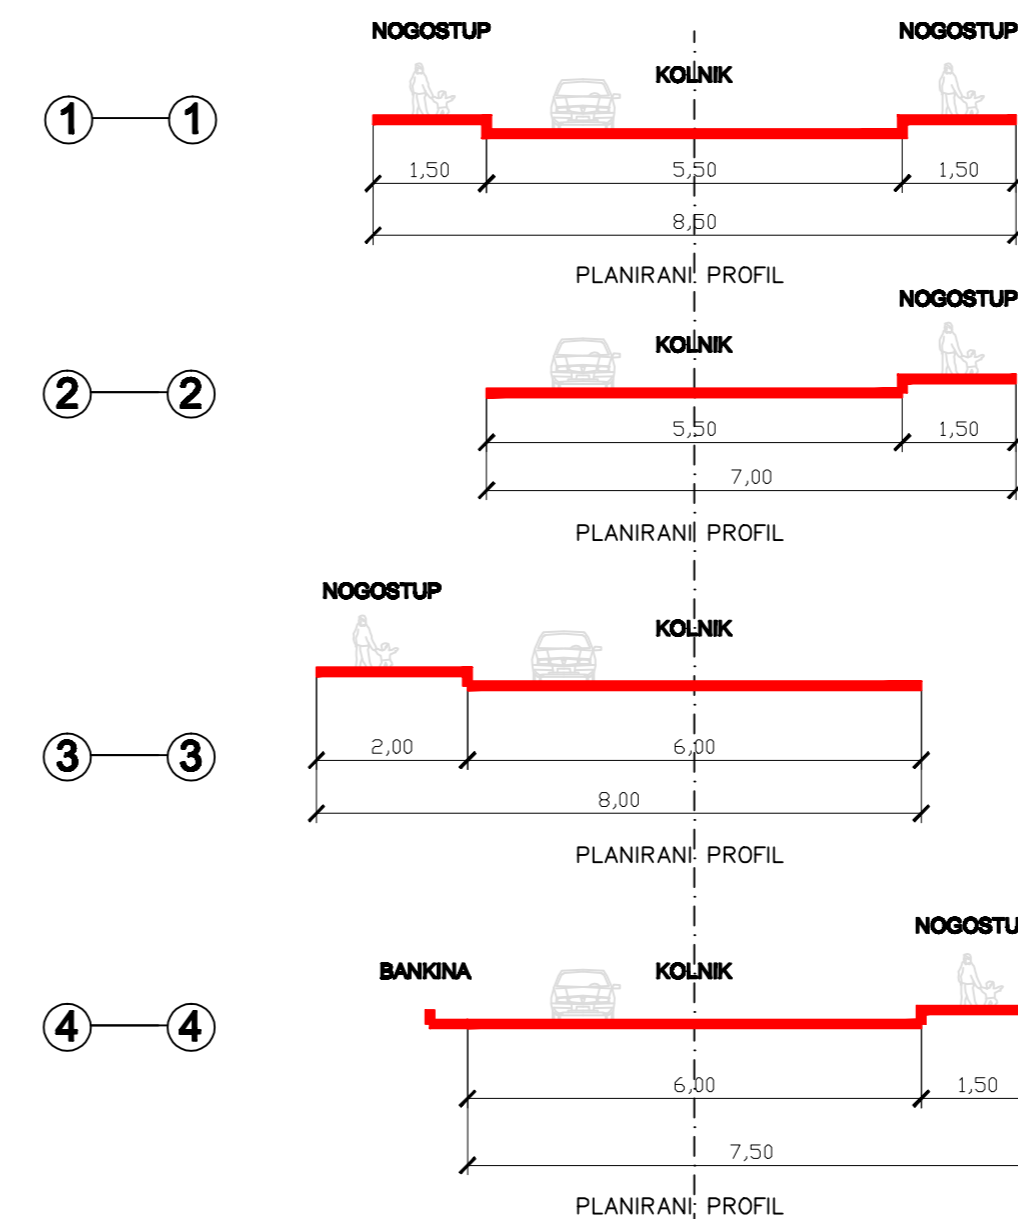 NOGOSTUP NOGOSTUP
KOLNIK
1 1
1,50 5,50 1,50
8,50
PLANIRANI PROFIL
NOGOSTUP
KOLNIK
2 2
5,50 1,50
7,00
PLANIRANI PROFIL
NOGOSTUP
KOLNIK
3 3
2,00 6,00
8,00
PLANIRANI PROFIL
NOGOSTU
BANKINA KOLNIK
4 4
6,00 1,50
7,50
PLANIRANI PROFIL